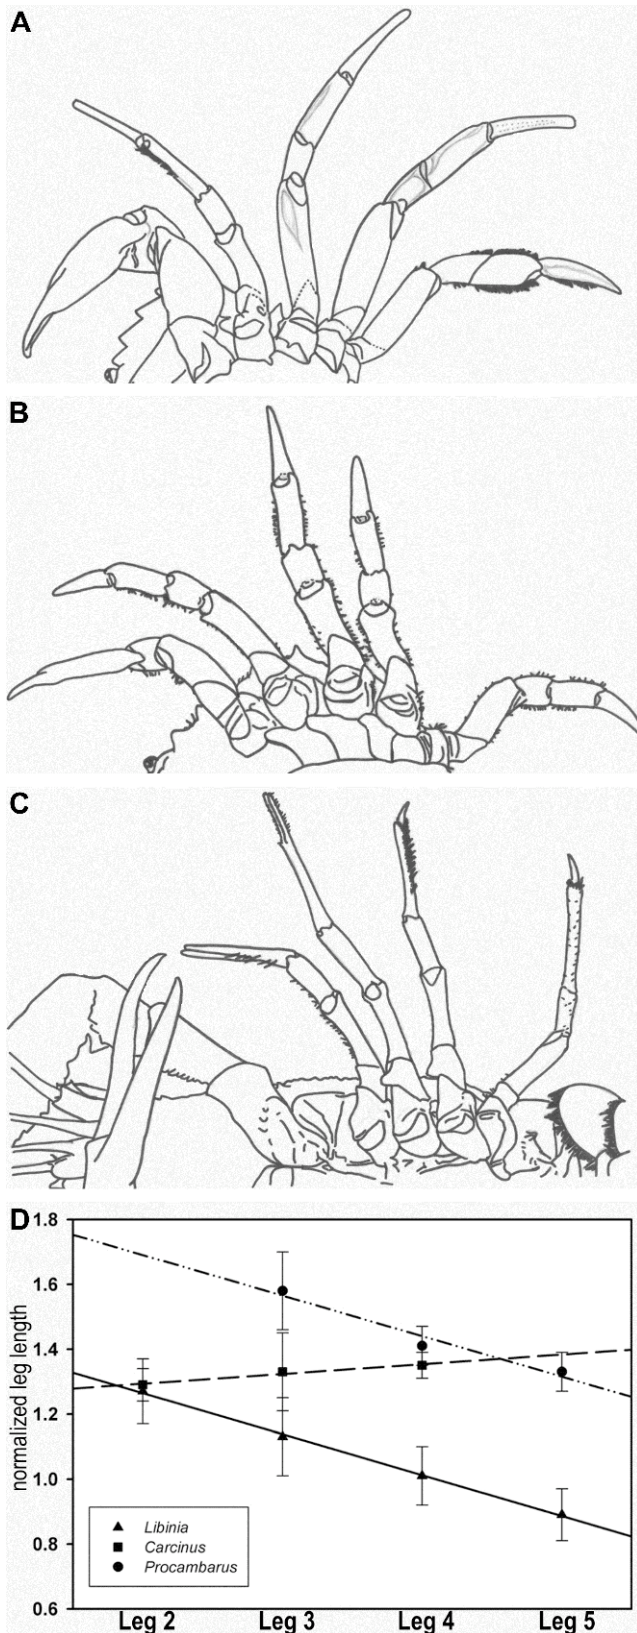 A
B
C
D
1.8
1.6
1.4
1.2
1.0
0.8
0.6
normalized leg length
Libinia
Carcinus
Procambarus
Leg 2 Leg 3 Leg 4 Leg 5